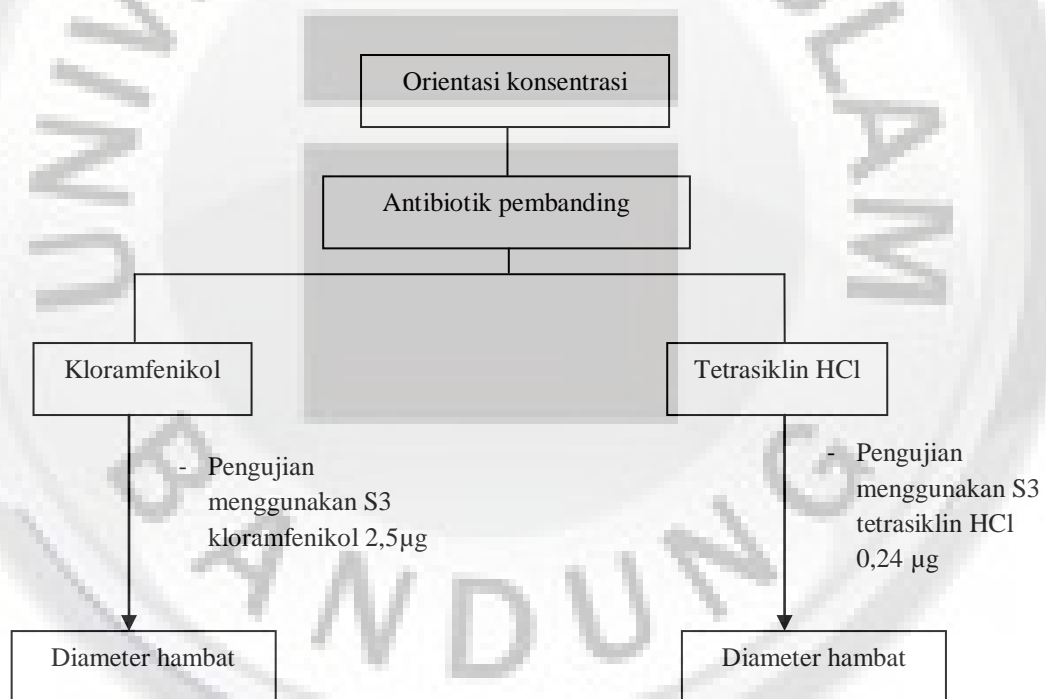 Orientasi konsentrasi
Antibiotik pembanding
Kloramfenikol
Tetrasiklin HCl
- Pengujian
menggunakan S3
kloramfenikol 2,5µg
- Pengujian
menggunakan S3
tetrasiklin HCl
0,24 µg
Diameter hambat
Diameter hambat
BANDUNG